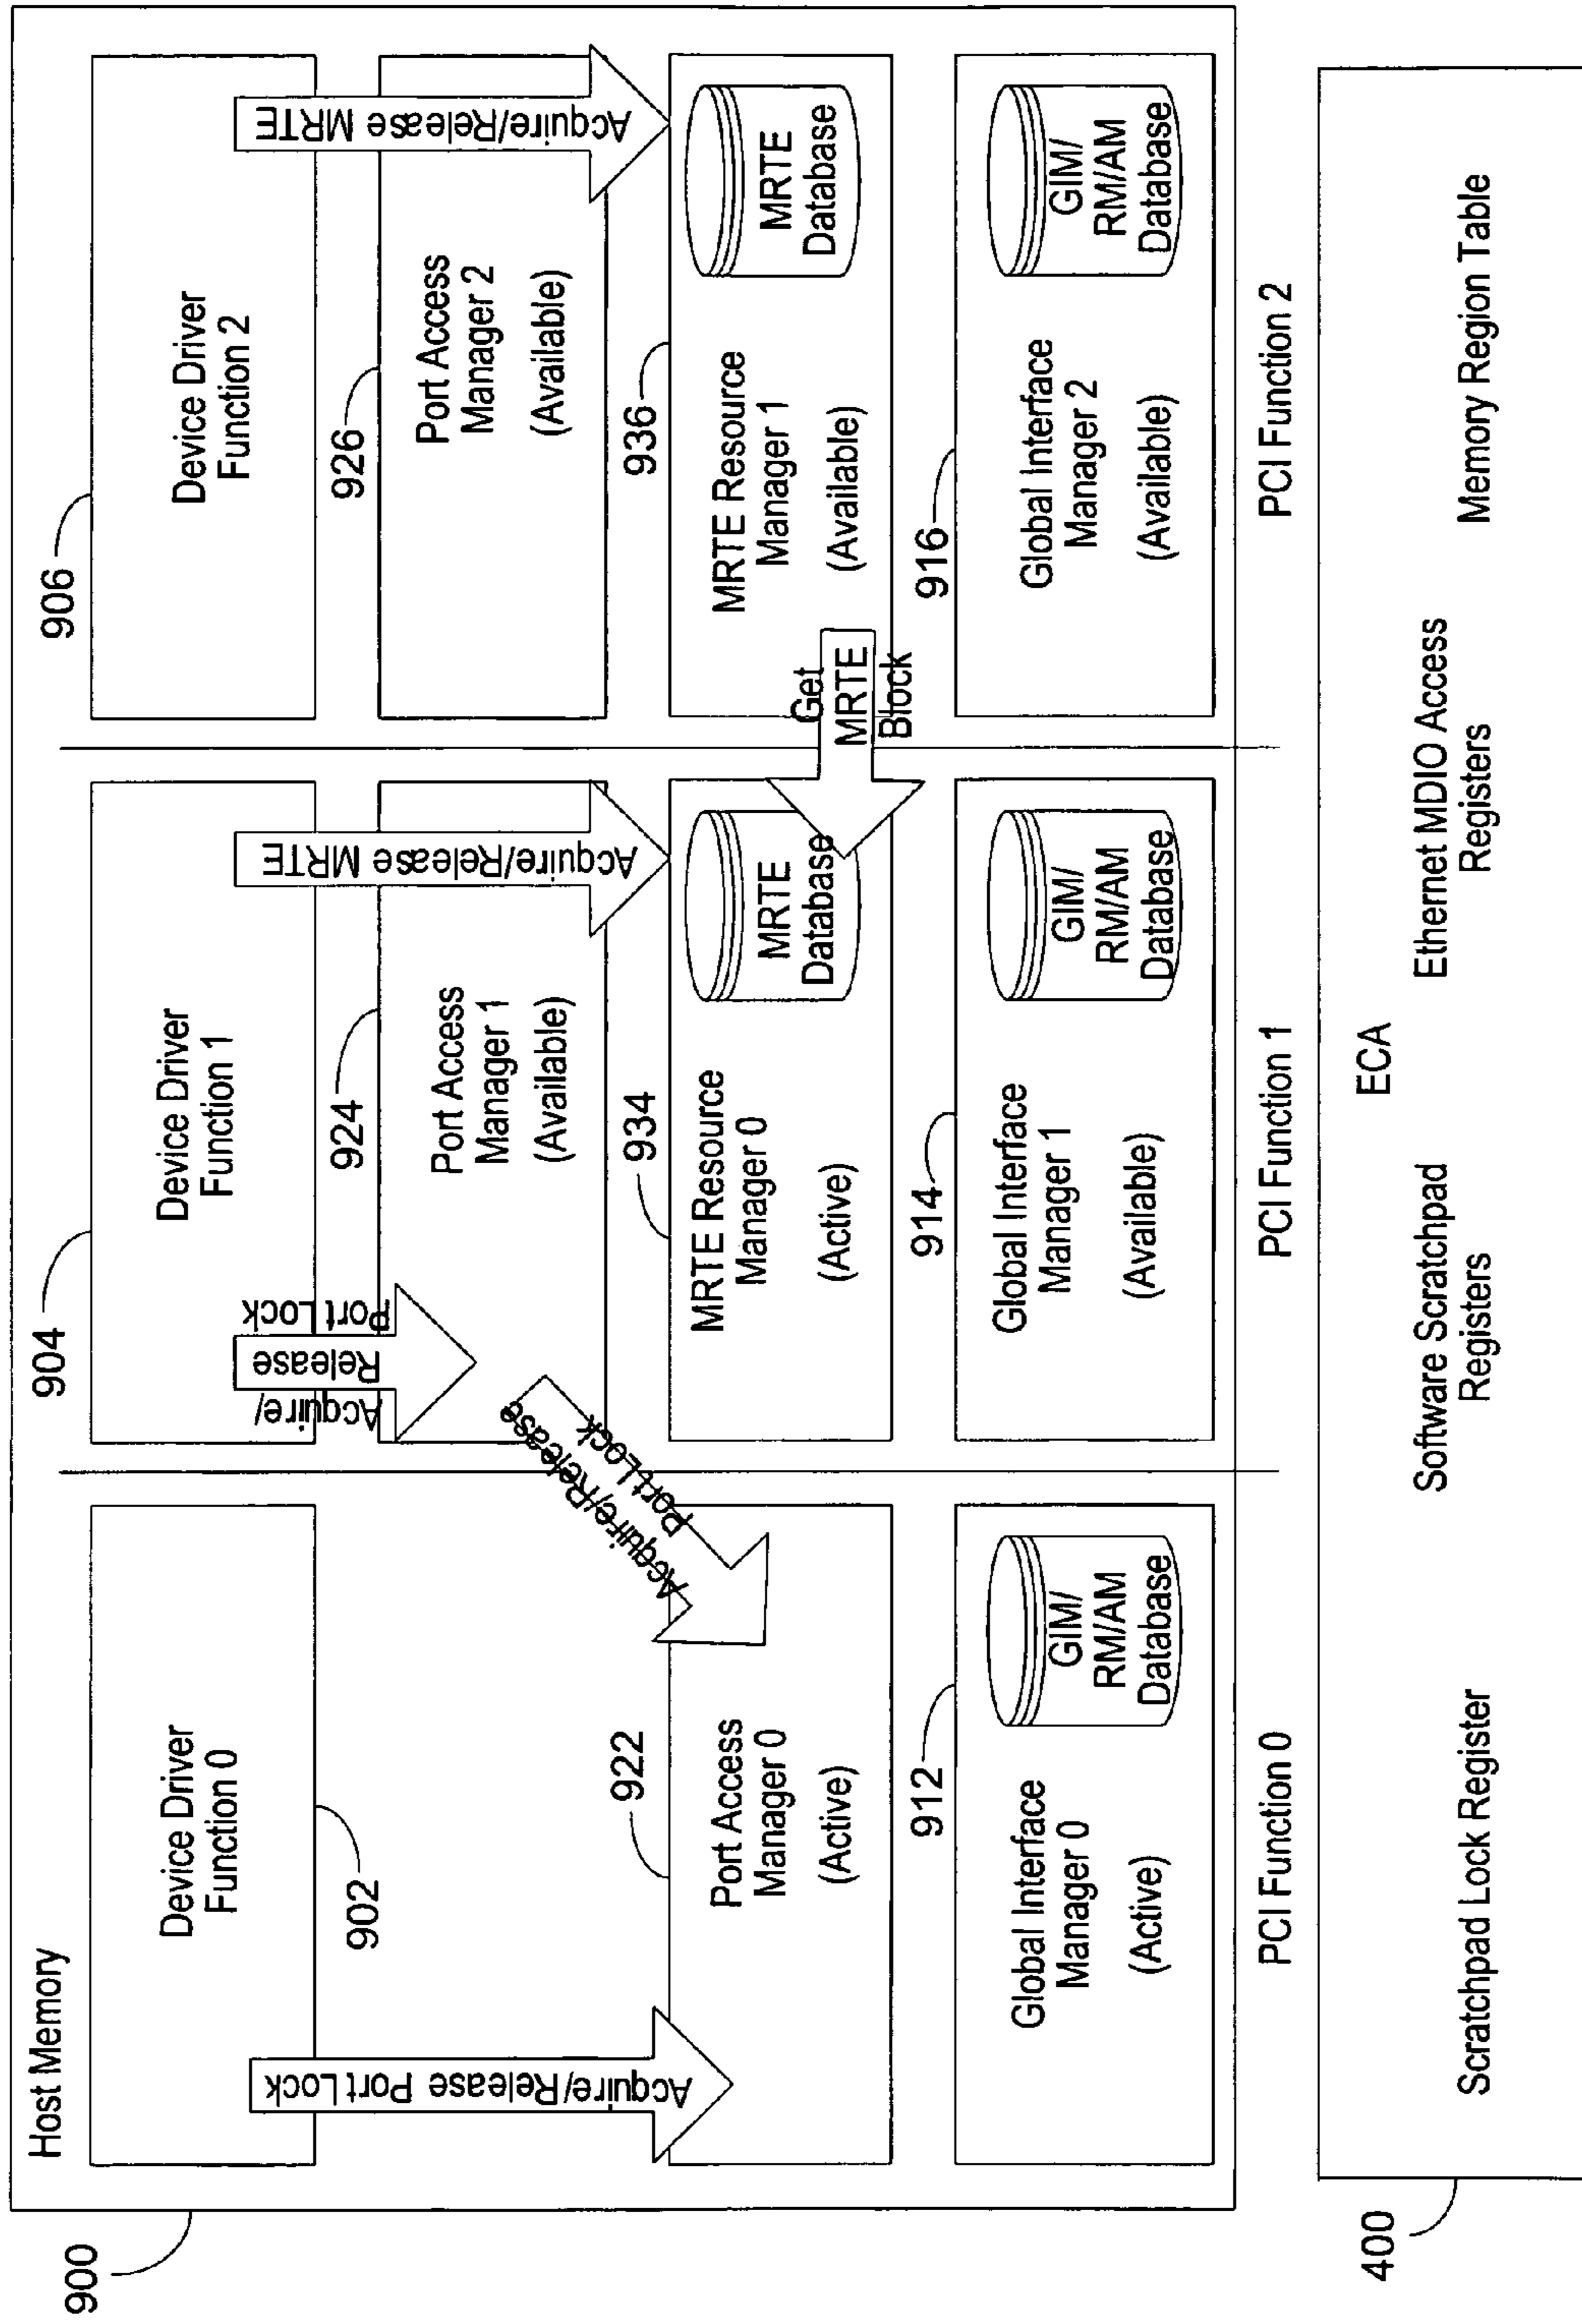 900
Host Memory
Device Driver
Function 0
902
Acquire/Release Port Lock
922
Port Access
Manager 0
(Active)
912
Global Interface
Manager 0
(Active)
GIM/
RM/AM
Database
PCI Function 0
904
Device Driver
Function 1
Acquire/
Release
Port Lock
Acquire/Release
Port Lock
924
Port Access
Manager 1
(Available)
Acquire/Release MRTE
934
MRTE Resource
Manager 0
(Active)
MRTE
Database
914
Global Interface
Manager 1
(Available)
GIM/
RM/AM
Database
PCI Function 1
906
Device Driver
Function 2
926
Port Access
Manager 2
(Available)
Acquire/Release MRTE
936
MRTE Resource
Manager 1
(Available)
MRTE
Database
Get
MRTE
Block
916
Global Interface
Manager 2
(Available)
GIM/
RM/AM
Database
PCI Function 2
400
ECA
Scratchpad Lock Register
Software Scratchpad
Registers
Ethernet MDIO Access
Registers
Memory Region Table